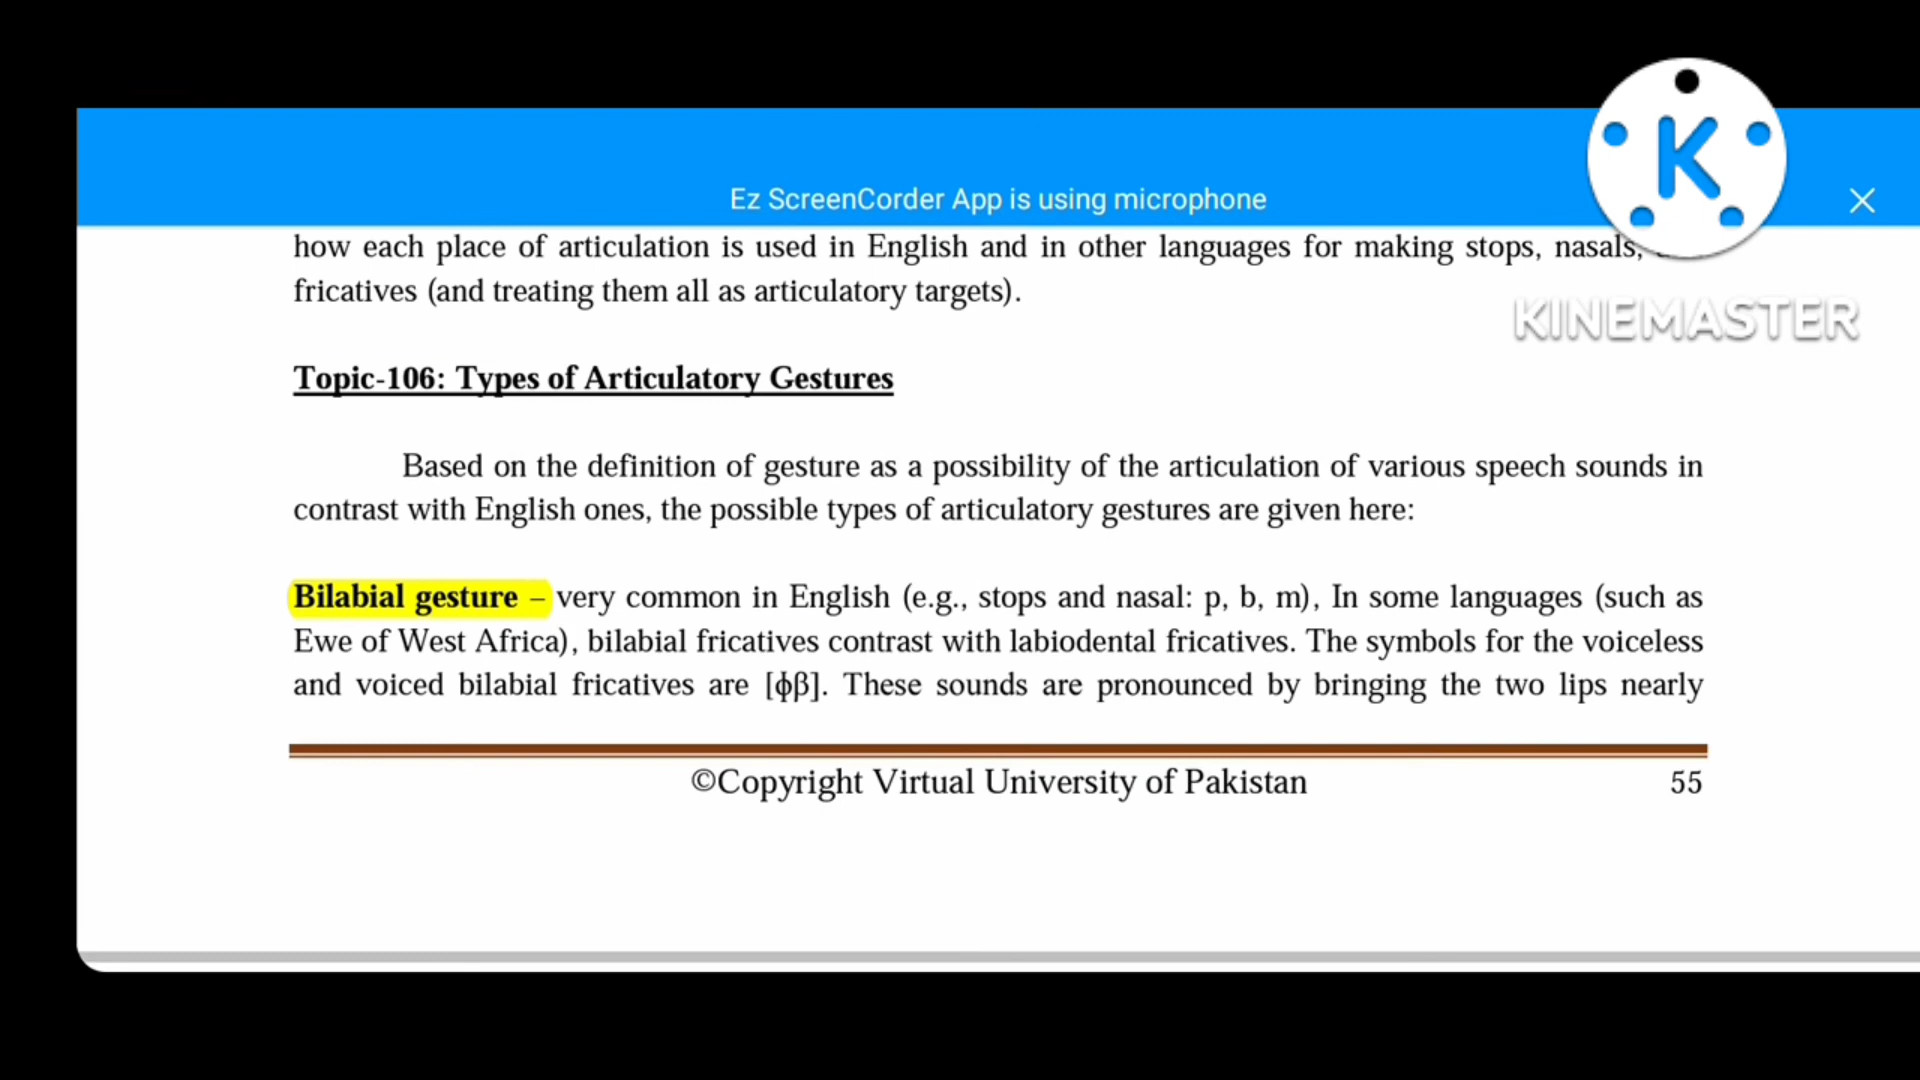 K
Ez ScreenCorder App is using microphone
KINEMASTER
how each place of articulation is used in English and in other languages for making stops, nasals,
fricatives (and treating them all as articulatory targets).
Topic-106: Types of Articulatory Gestures
Based on the definition of gesture as a possibility of the articulation of various speech sounds in
contrast with English ones, the possible types of articulatory gestures are given here:
Bilabial gesture – very common in English (e.g., stops and nasal: p, b, m), In some languages (such as
Ewe of West Africa), bilabial fricatives contrast with labiodental fricatives. The symbols for the voiceless
and voiced bilabial fricatives are [ɸβ]. These sounds are pronounced by bringing the two lips nearly
©Copyright Virtual University of Pakistan 55